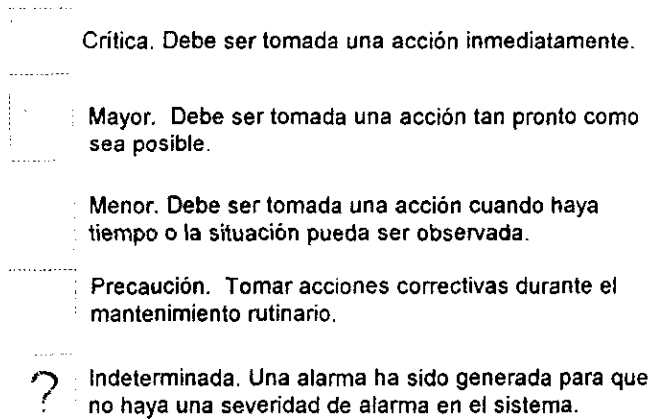 Crítica. Debe ser tomada una acción inmediatamente.
Mayor. Debe ser tomada una acción tan pronto como
sea posible.
Menor. Debe ser tomada una acción cuando haya
tiempo o la situación pueda ser observada.
Precaución. Tomar acciones correctivas durante el
mantenimiento rutinario.
? Indeterminada. Una alarma ha sido generada para que
no haya una severidad de alarma en el sistema.